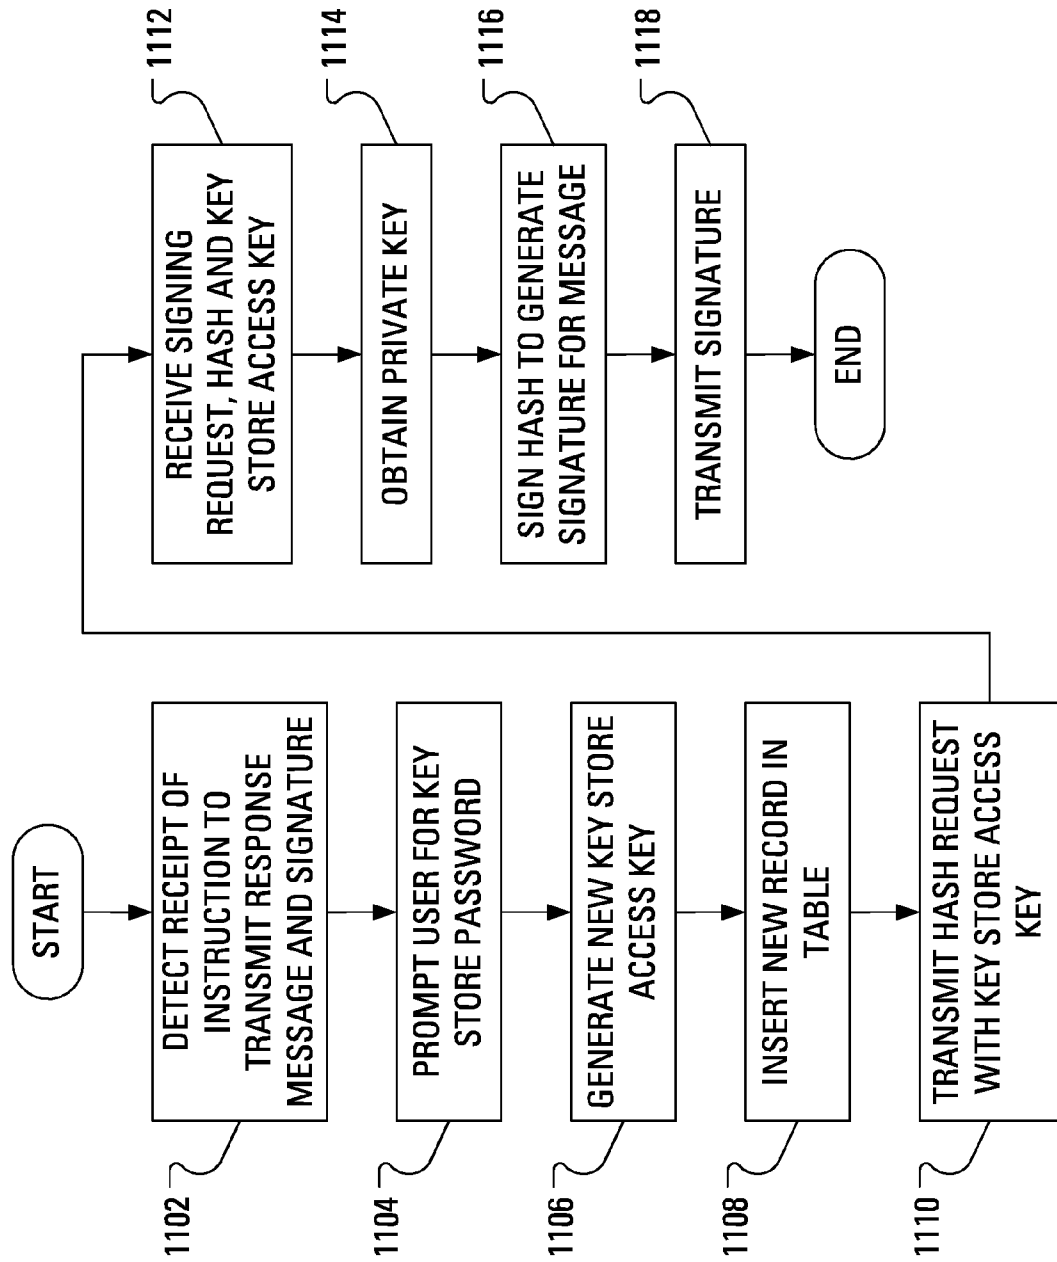 START
1102
DETECT RECEIPT OF
INSTRUCTION TO
TRANSMIT RESPONSE
MESSAGE AND SIGNATURE
1104
PROMPT USER FOR KEY
STORE PASSWORD
1106
GENERATE NEW KEY STORE
ACCESS KEY
1108
INSERT NEW RECORD IN
TABLE
1110
TRANSMIT HASH REQUEST
WITH KEY STORE ACCESS
KEY
1112
RECEIVE SIGNING
REQUEST, HASH AND KEY
STORE ACCESS KEY
1114
OBTAIN PRIVATE KEY
1116
SIGN HASH TO GENERATE
SIGNATURE FOR MESSAGE
1118
TRANSMIT SIGNATURE
END